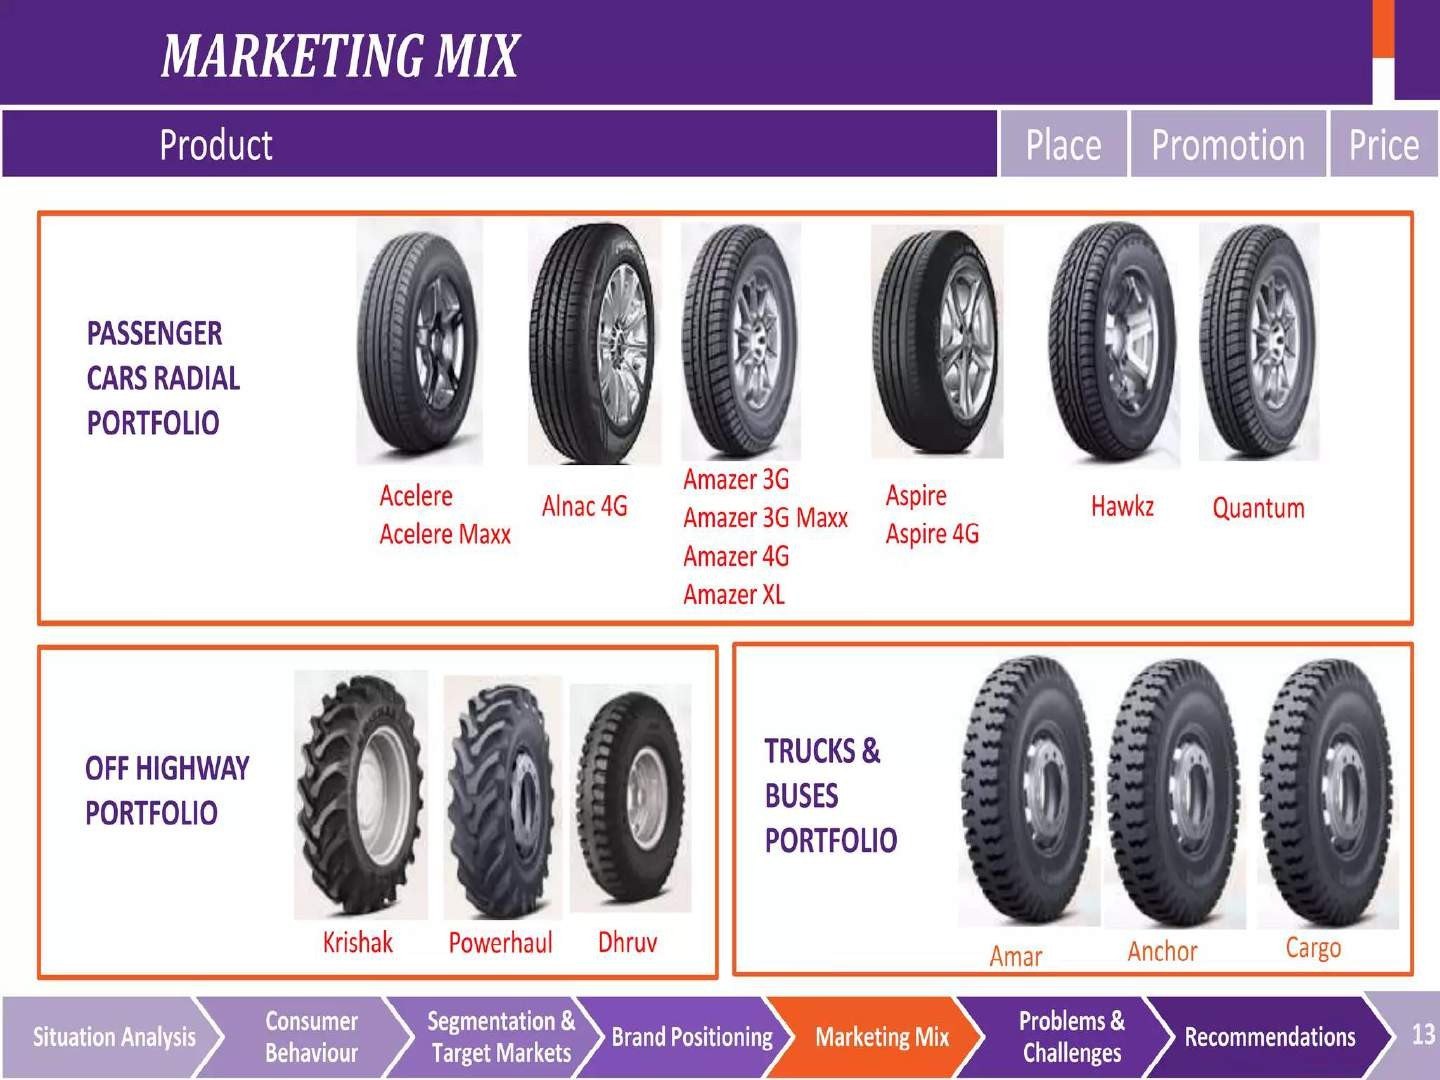 MARKETING MIX
Product
Place
Promotion
Price
PASSENGER
CARS RADIAL
PORTFOLIO
Acelere
Acelere Maxx
Alnac 4G
Amazer 3G
Amazer 3G Maxx
Amazer 4G
Amazer XL
Aspire
Aspire 4G
Hawkz
Quantum
OFF HIGHWAY
PORTFOLIO
Krishak
Powerhaul
Dhruv
TRUCKS &
BUSES
PORTFOLIO
Amar
Anchor
Cargo
Situation Analysis
Consumer
Behaviour
Segmentation &
Target Markets
Brand Positioning
Marketing Mix
Problems &
Challenges
Recommendations
13